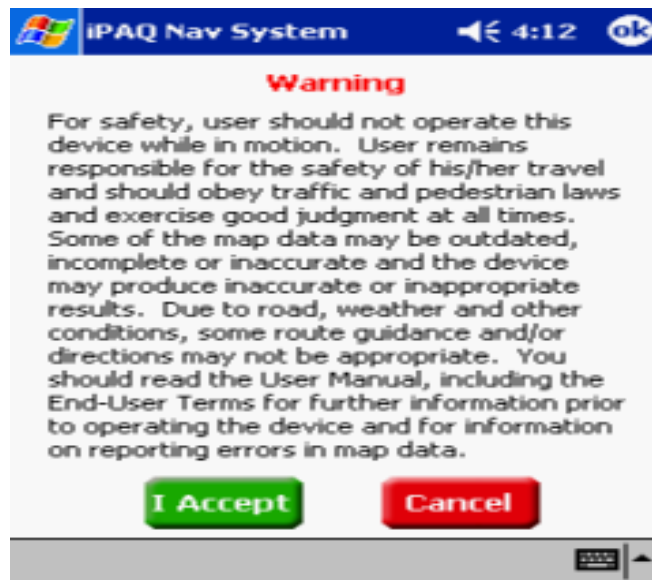 iPAQ Nav System 4:12 ok
Warning
For safety, user should not operate this
device while in motion. User remains
responsible for the safety of his/her travel
and should obey traffic and pedestrian laws
and exercise good judgment at all times.
Some of the map data may be outdated,
incomplete or inaccurate and the device
may produce inaccurate or inappropriate
results. Due to road, weather and other
conditions, some route guidance and/or
directions may not be appropriate. You
should read the User Manual, including the
End-User Terms for further information prior
to operating the device and for information
on reporting errors in map data.
I Accept Cancel